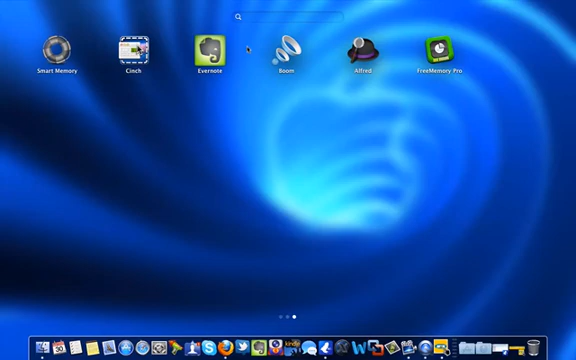 Smart Memory
Cinch
Evernote
Boom
Alfred
FreeMemory Pro